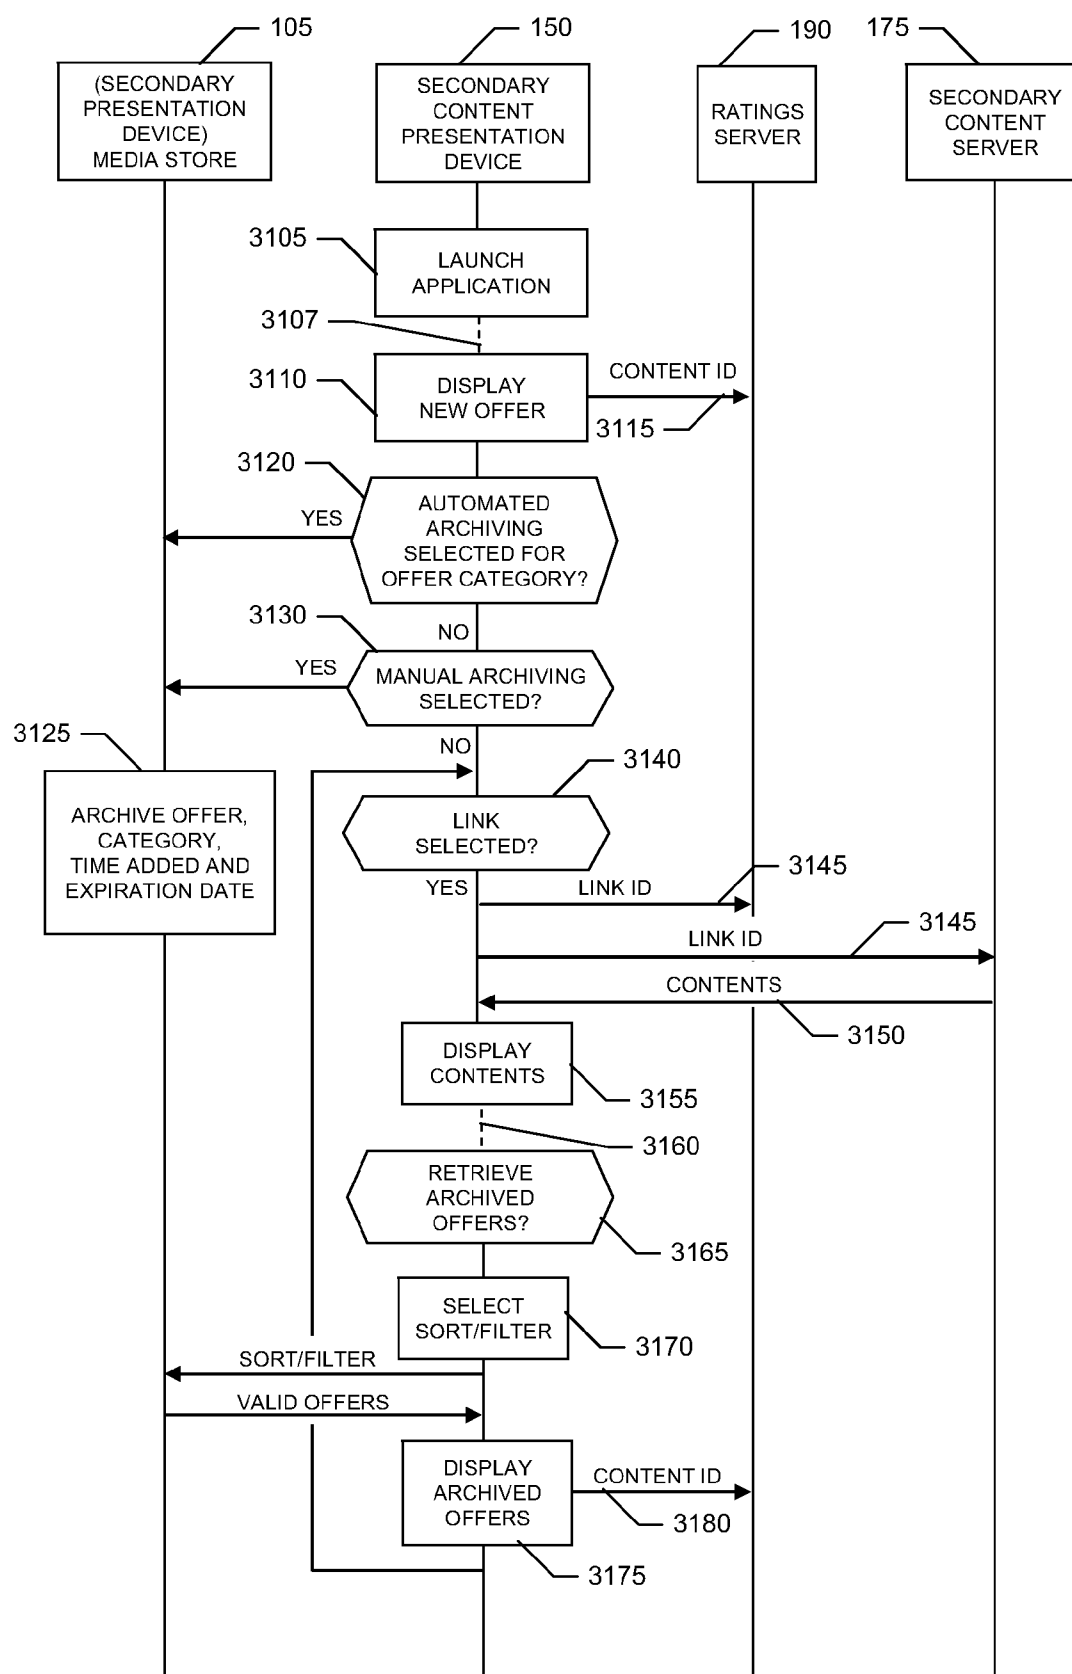 105
150
190
175
(SECONDARY
PRESENTATION
DEVICE)
MEDIA STORE
SECONDARY
CONTENT
PRESENTATION
DEVICE
RATINGS
SERVER
SECONDARY
CONTENT
SERVER
3105
LAUNCH
APPLICATION
3107
3110
DISPLAY
NEW OFFER
CONTENT ID
3115
3120
YES
AUTOMATED
ARCHIVING
SELECTED FOR
OFFER CATEGORY?
3130
NO
YES
MANUAL ARCHIVING
SELECTED?
3125
NO
3140
ARCHIVE OFFER,
CATEGORY,
TIME ADDED AND
EXPIRATION DATE
LINK
SELECTED?
YES
LINK ID
3145
LINK ID
3145
CONTENTS
3150
DISPLAY
CONTENTS
3155
3160
RETRIEVE
ARCHIVED
OFFERS?
3165
SELECT
SORT/FILTER
3170
SORT/FILTER
VALID OFFERS
DISPLAY
ARCHIVED
OFFERS
CONTENT ID
3180
3175